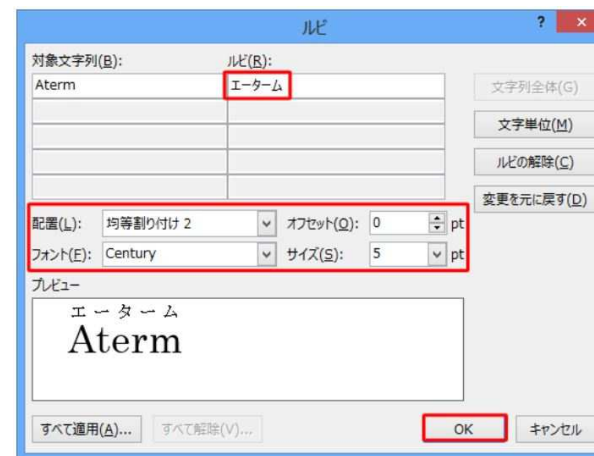 ルビ ?
対象文字列(B): ルビ(R):
Aterm エーターム 文字列全体(G)
文字単位(M)
ルビの解除(C)
変更を元に戻す(D)
配置(L): 均等割り付け 2 オフセット(O): 0 pt
フォント(F): Century サイズ(S): 5 pt
プレビュー
エーターム
Aterm
すべて適用(A)... すべて解除(V)... OK キャンセル